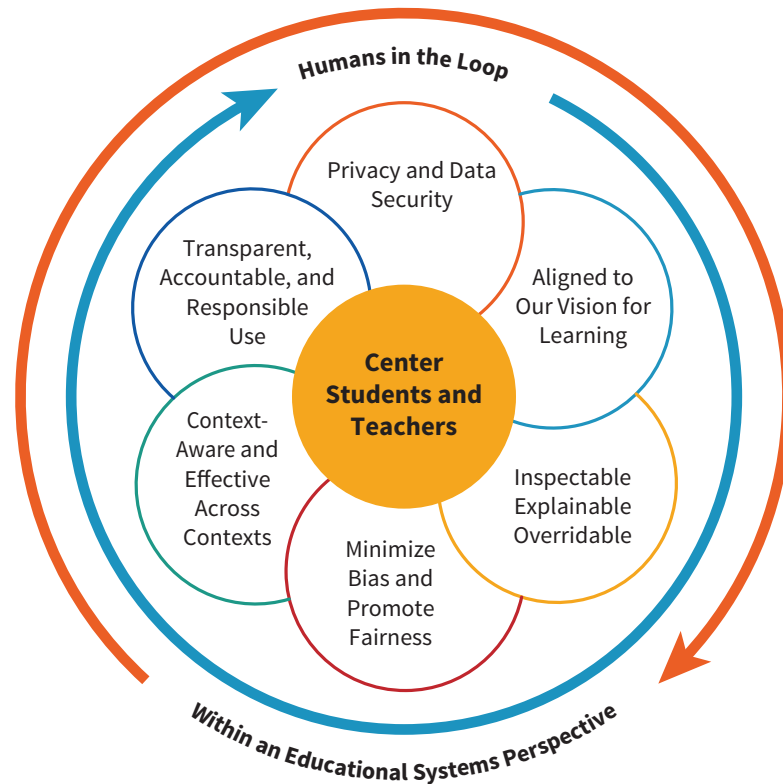 Humans in the Loop
Privacy and Data
Security
Transparent,
Accountable, and
Responsible
Use
Aligned to
Our Vision for
Learning
Center
Students and
Teachers
Context-
Aware and
Effective
Across
Contexts
Inspectable
Explainable
Overridable
Minimize
Bias and
Promote
Fairness
Within an Educational Systems Perspective